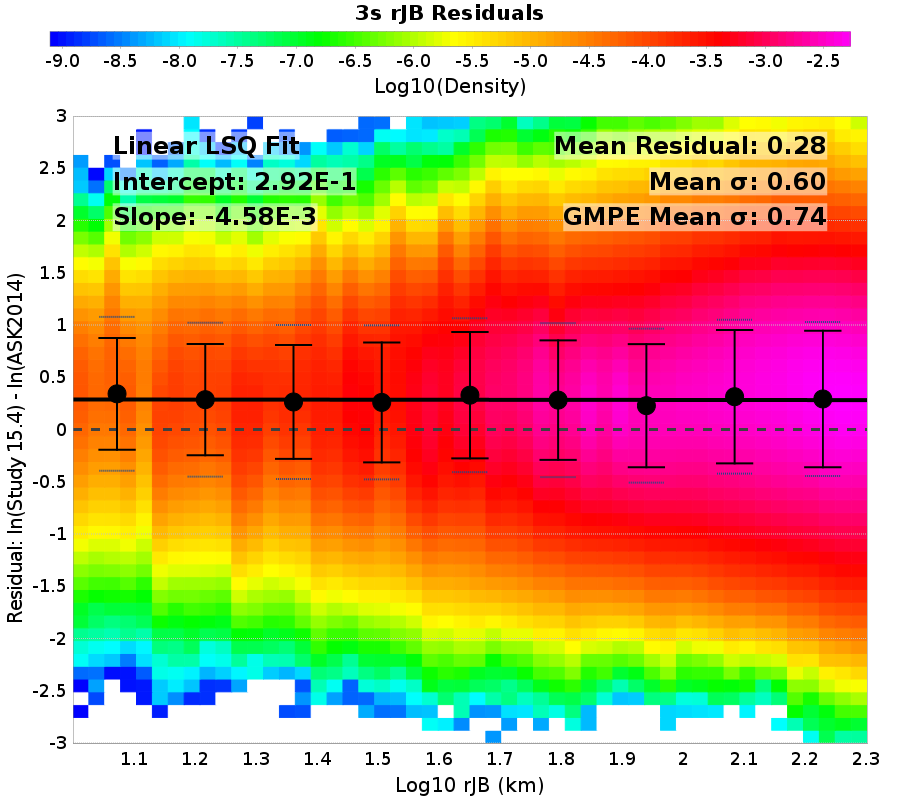 3s rJB Residuals
-9.0 -8.5 -8.0 -7.5 -7.0 -6.5 -6.0 -5.5 -5.0 -4.5 -4.0 -3.5 -3.0 -2.5
Log10(Density)
Linear LSQ Fit
Intercept: 2.92E-1
Slope: -4.58E-3
Mean Residual: 0.28
Mean σ: 0.60
GMPE Mean σ: 0.74
Residual: ln(Study 15.4) - ln(ASK2014)
3
2.5
2
1.5
1
0.5
0
-0.5
-1
-1.5
-2
-2.5
-3
1.1 1.2 1.3 1.4 1.5 1.6 1.7 1.8 1.9 2 2.1 2.2 2.3
Log10 rJB (km)